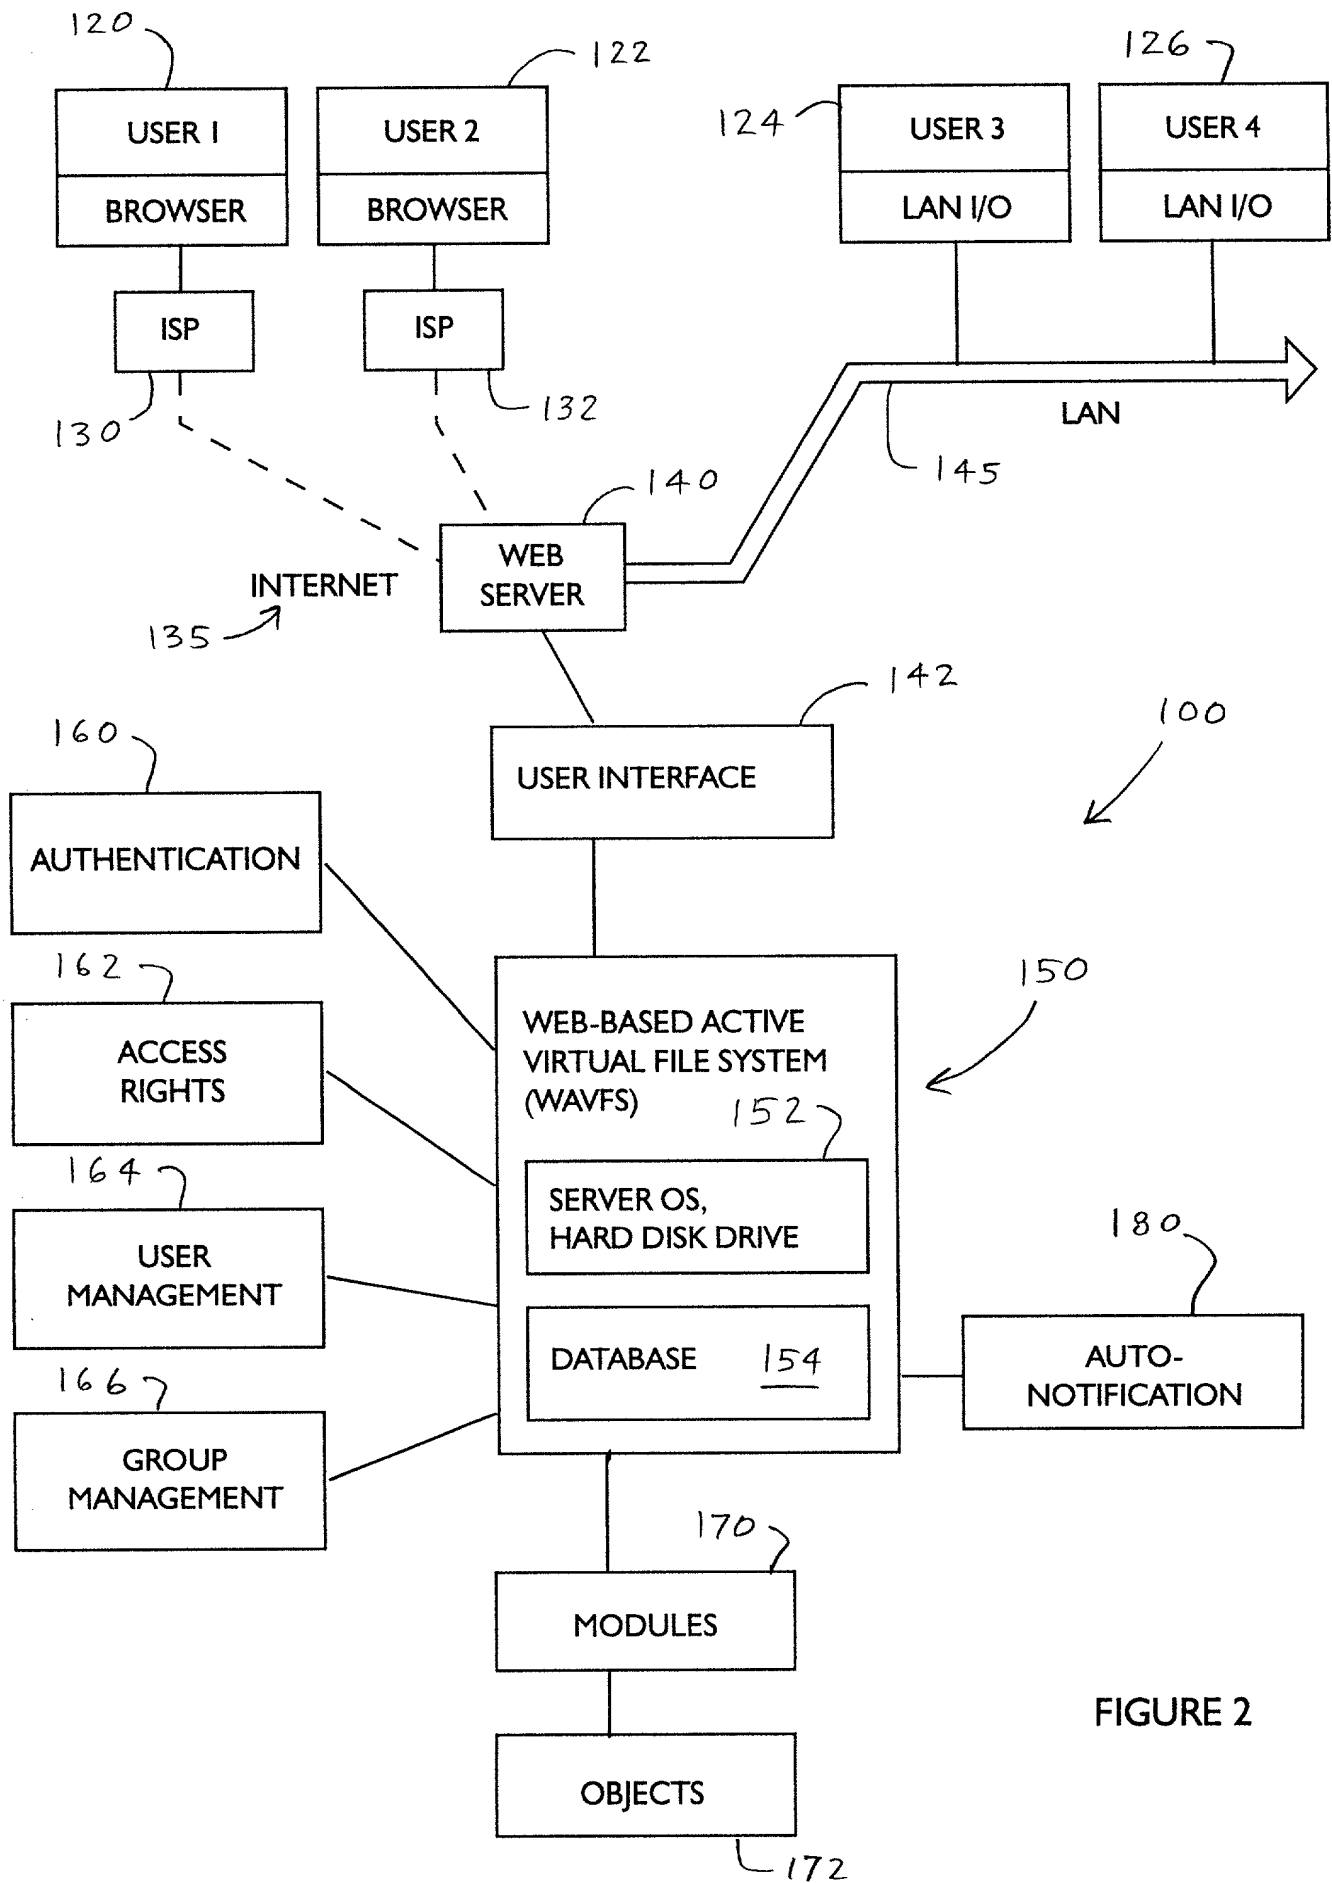 120
122
126
124
USER 1
BROWSER
USER 2
BROWSER
USER 3
LAN I/O
USER 4
LAN I/O
ISP
ISP
130
132
LAN
145
140
WEB
SERVER
INTERNET
135
142
100
160
USER INTERFACE
AUTHENTICATION
162
150
ACCESS
RIGHTS
WEB-BASED ACTIVE
VIRTUAL FILE SYSTEM
(WAVFS)
152
164
SERVER OS,
HARD DISK DRIVE
USER
MANAGEMENT
180
DATABASE 154
AUTO-
NOTIFICATION
166
GROUP
MANAGEMENT
170
MODULES
FIGURE 2
OBJECTS
172